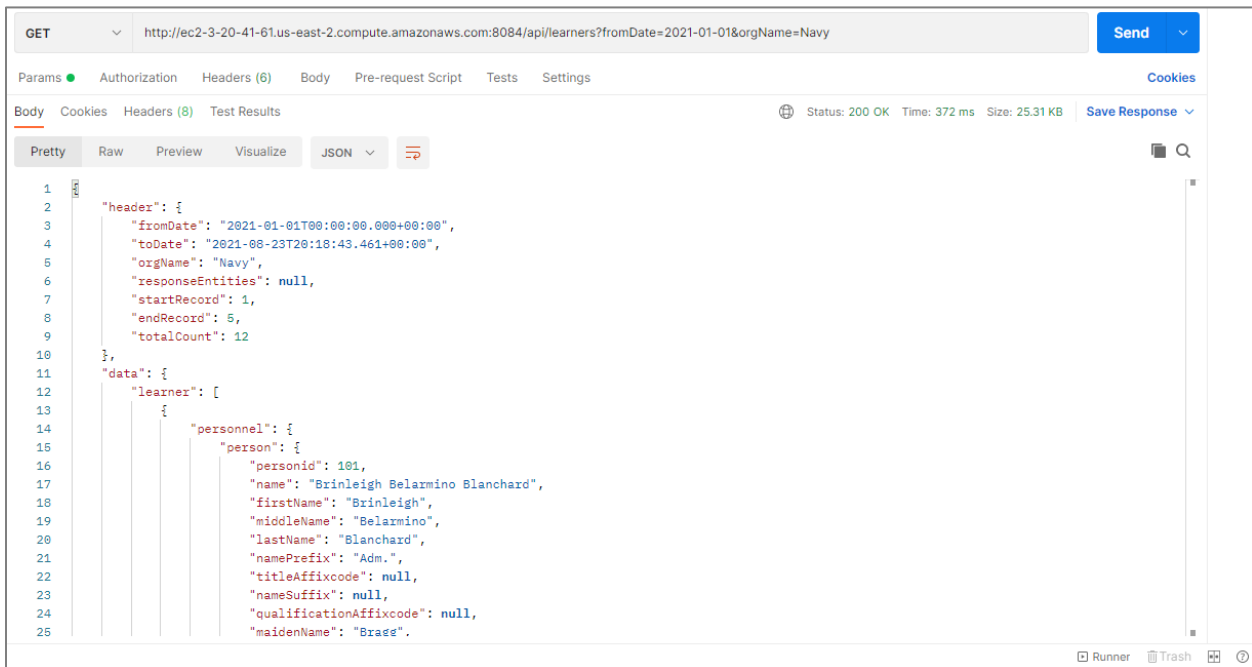 GET http://ec2-3-20-41-61.us-east-2.compute.amazonaws.com:8084/api/learners?fromDate=2021-01-01&orgName=Navy Send
Params Authorization Headers (6) Body Pre-request Script Tests Settings Cookies
Body Cookies Headers (8) Test Results Status: 200 OK Time: 372 ms Size: 25.31 KB Save Response
Pretty Raw Preview Visualize JSON
1 {
2 "header": {
3 "fromDate": "2021-01-01T00:00:00.000+00:00",
4 "toDate": "2021-08-23T20:18:43.461+00:00",
5 "orgName": "Navy",
6 "responseEntities": null,
7 "startRecord": 1,
8 "endRecord": 5,
9 "totalCount": 12
10 },
11 "data": {
12 "learner": [
13 {
14 "personnel": {
15 "person": {
16 "personid": 101,
17 "name": "Brinleigh Belarmino Blanchard",
18 "firstName": "Brinleigh",
19 "middleName": "Belarmino",
20 "lastName": "Blanchard",
21 "namePrefix": "Adm.",
22 "titleAffixcode": null,
23 "nameSuffix": null,
24 "qualificationAffixcode": null,
25 "maidenName": "Bragg",
Runner Trash